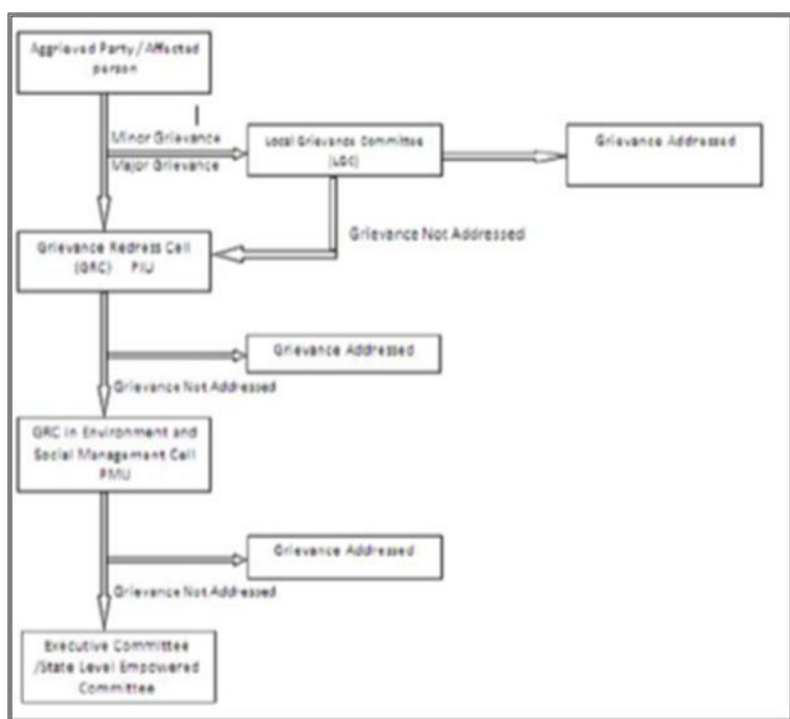 Aggrieved Party / Affected
person
Minor Grievance
Major Grievance
Local Grievance Committee
(LGC)
Grievance Addressed
Grievance Not Addressed
Grievance Redress Cell
(GRC) PIU
Grievance Addressed
Grievance Not Addressed
GRC in Environment and
Social Management Cell
PMU
Grievance Addressed
Grievance Not Addressed
Executive Committee
/State Level Empowered
Committee